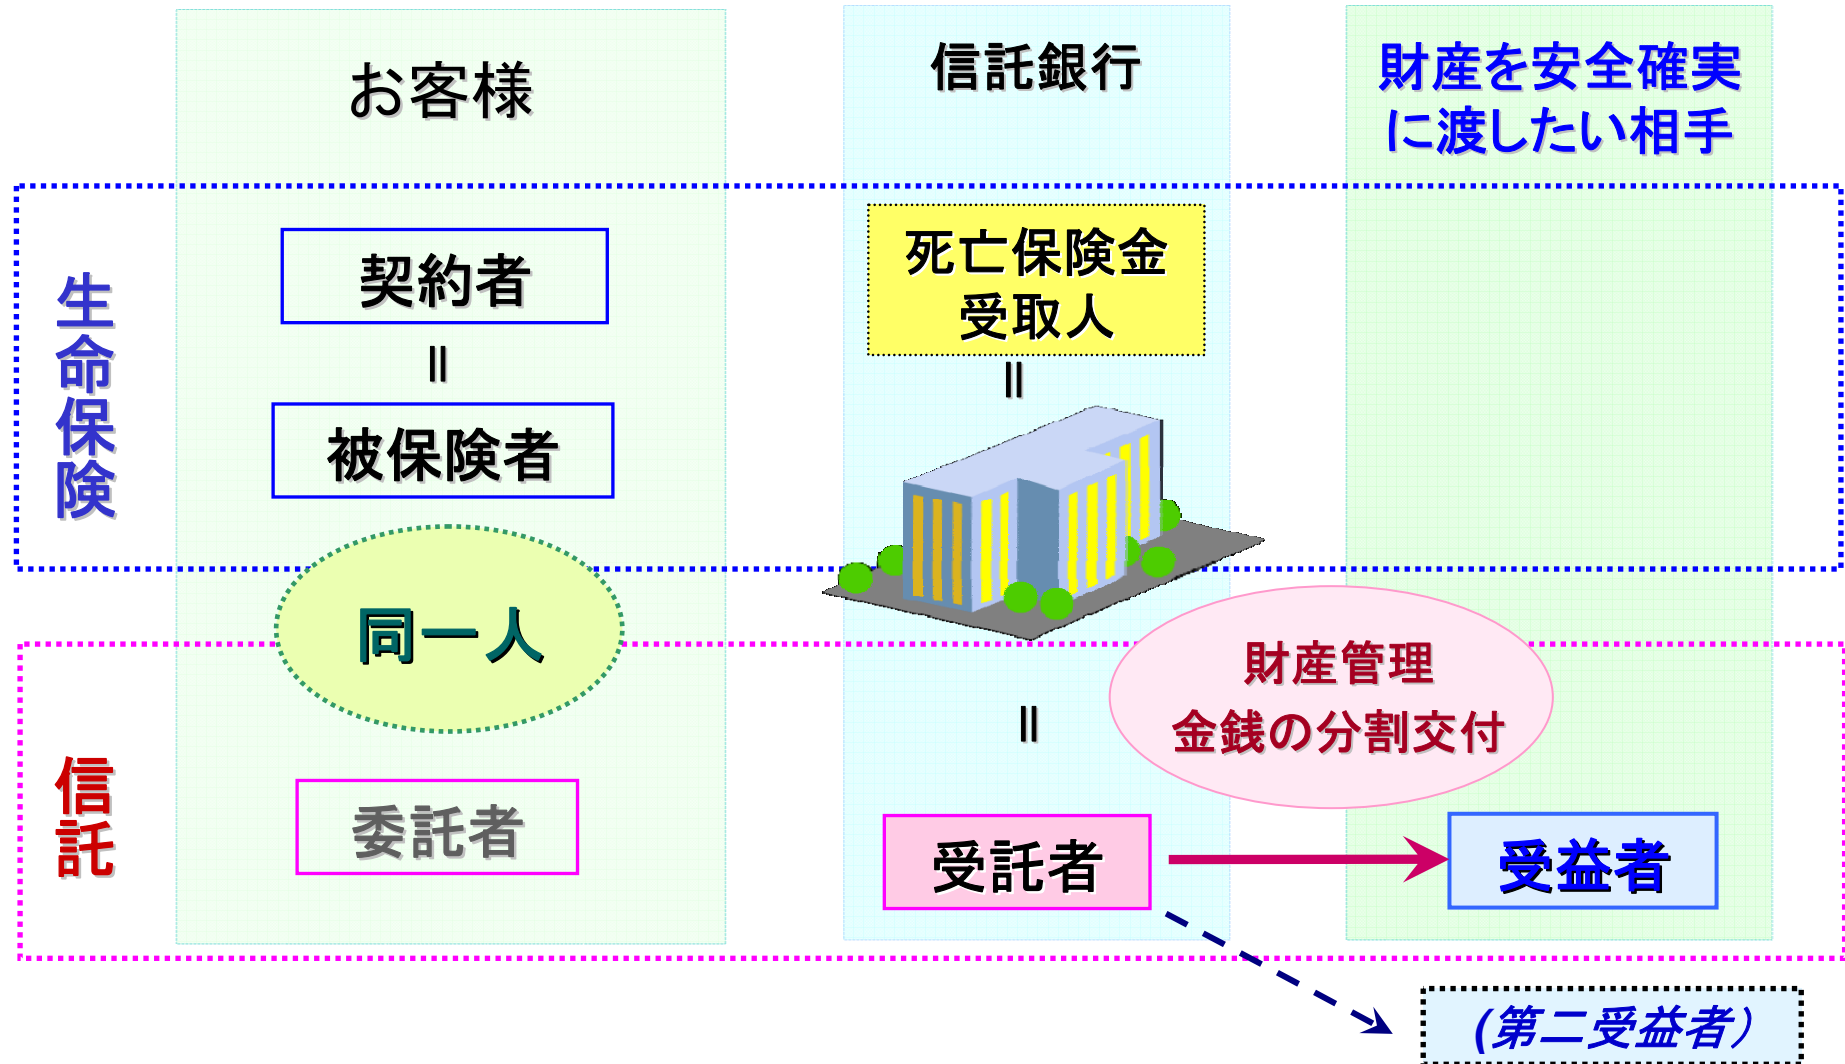 お客様
信託銀行
財産を安全確実
に渡したい相手
生命保険
契約者
＝
被保険者
死亡保険金
受取人
＝
同一人
信託
委託者
＝
財産管理
金銭の分割交付
受託者
受益者
(第二受益者）